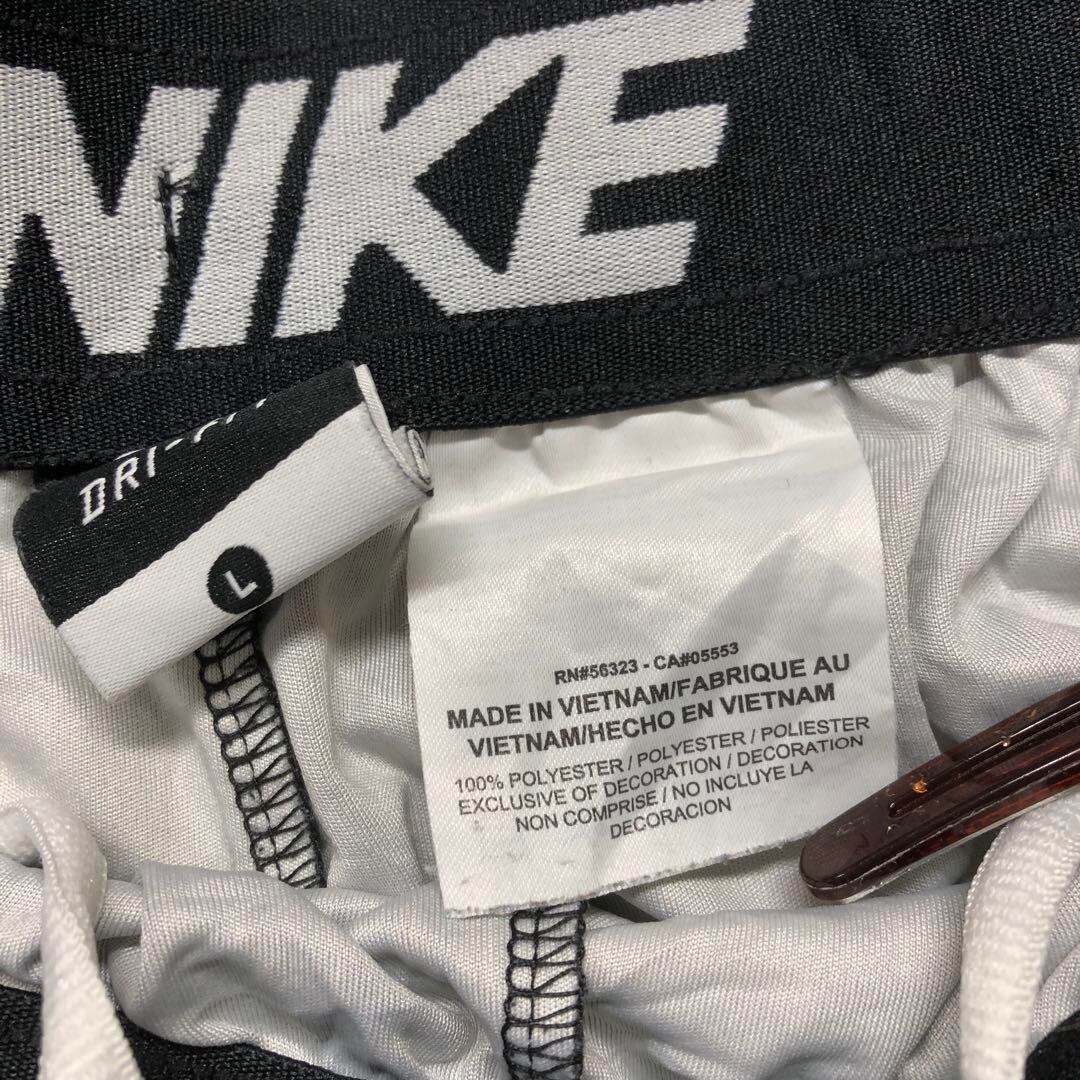 NIKE
DRI-FIT
L
RN#56323 - CA#05553
MADE IN VIETNAM/FABRIQUE AU
VIETNAM/HECHO EN VIETNAM
100% POLYESTER / POLYESTER / POLIESTER
EXCLUSIVE OF DECORATION / DECORATION
NON COMPRISE / NO INCLUYE LA
DECORACION